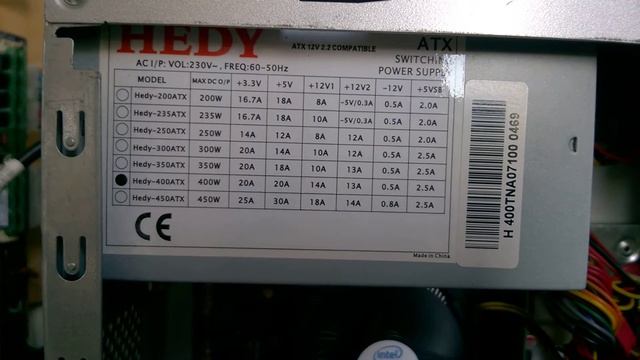 HEDY
ATX 12V 2.2 COMPATIBLE
ATX
AC I/P: VOL:230V~, FREQ:60-50Hz
SWITCHING
POWER SUPPLY
MODEL MAX DC O/P +3.3V +5V +12V1 +12V2 -12V +5VSB
Hedy-200ATX 200W 16.7A 18A 8A -5V/0.3A 0.5A 2.0A
Hedy-235ATX 235W 16.7A 18A 10A -5V/0.3A 0.5A 2.0A
Hedy-250ATX 250W 14A 12A 8A 12A 0.5A 2.0A
Hedy-300ATX 300W 20A 14A 10A 12A 0.5A 2.5A
Hedy-350ATX 350W 20A 18A 10A 13A 0.5A 2.5A
Hedy-400ATX 400W 20A 20A 14A 13A 0.5A 2.5A
Hedy-450ATX 450W 25A 30A 18A 14A 0.8A 2.5A
CE
Made in China
H 400TNA07100 0469
intel